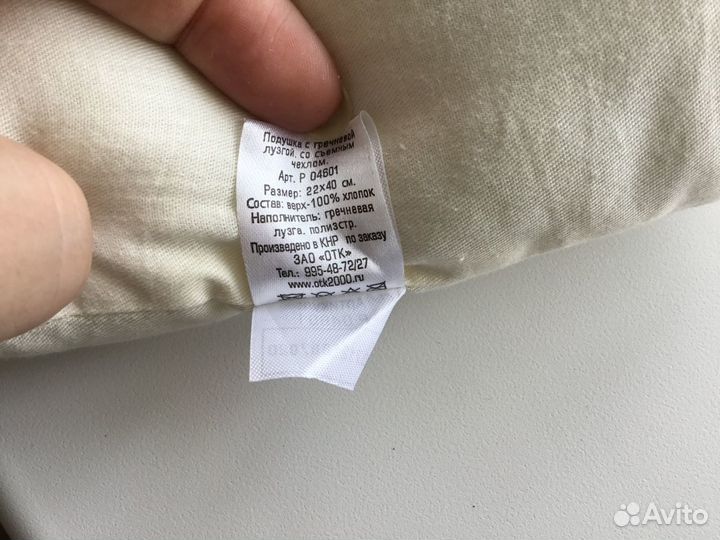 Подушка с гречневой
лузгой, со съемным
чехлом.
Арт. Р 04601
Размер: 22х40 см.
Состав: верх-100% хлопок
Наполнитель: гречневая
лузга. полиэстр.
Произведено в КНР по заказу
ЗАО «ОТК»
Тел.: 995-48-72/27
www.otk2000.ru
Avito